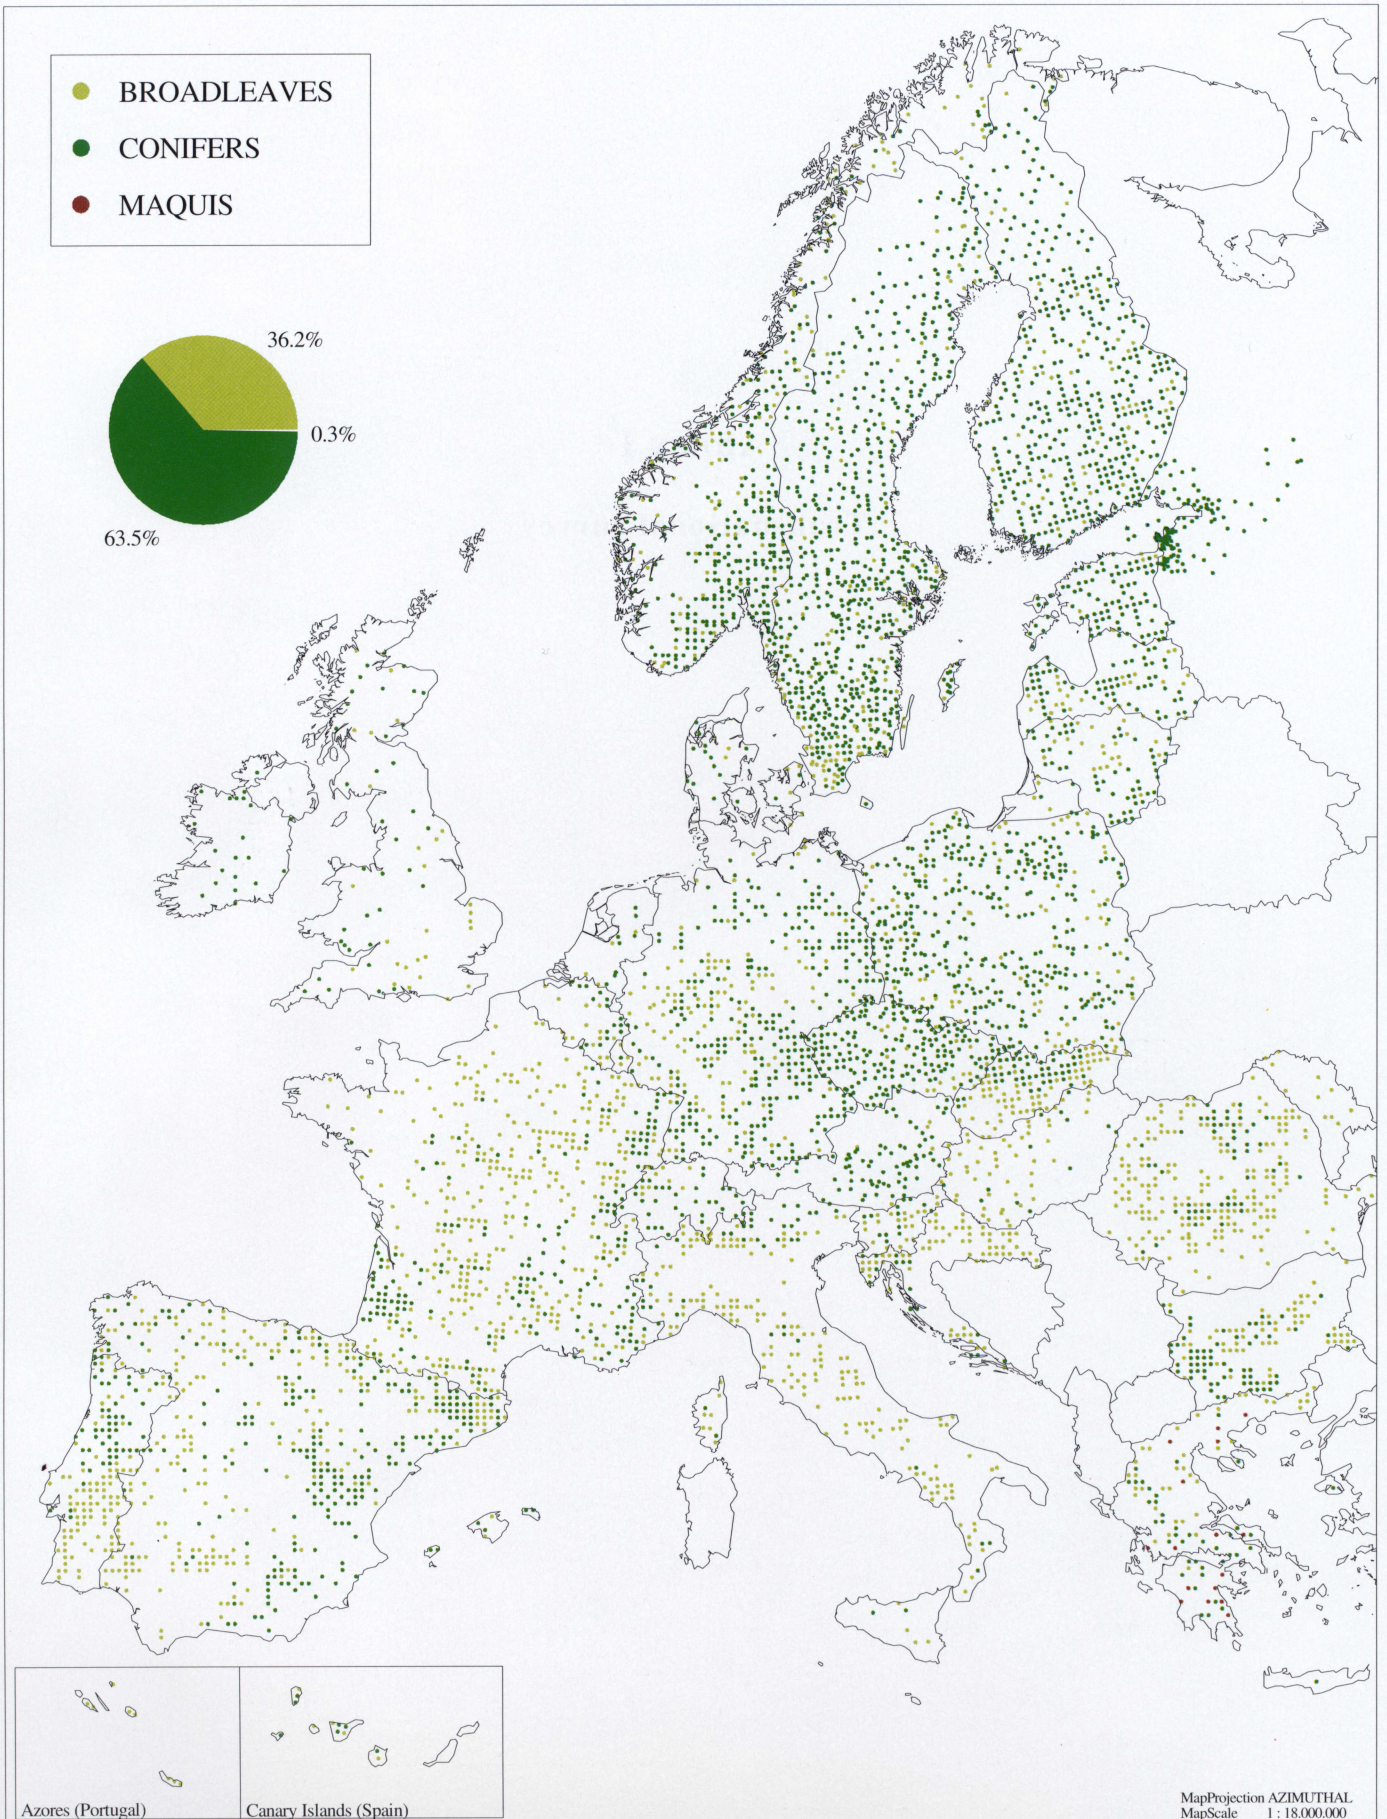 BROADLEAVES
CONIFERS
MAQUIS
36.2%
0.3%
63.5%
Azores (Portugal)
Canary Islands (Spain)
MapProjection AZIMUTHAL
MapScale 1 : 18.000.000